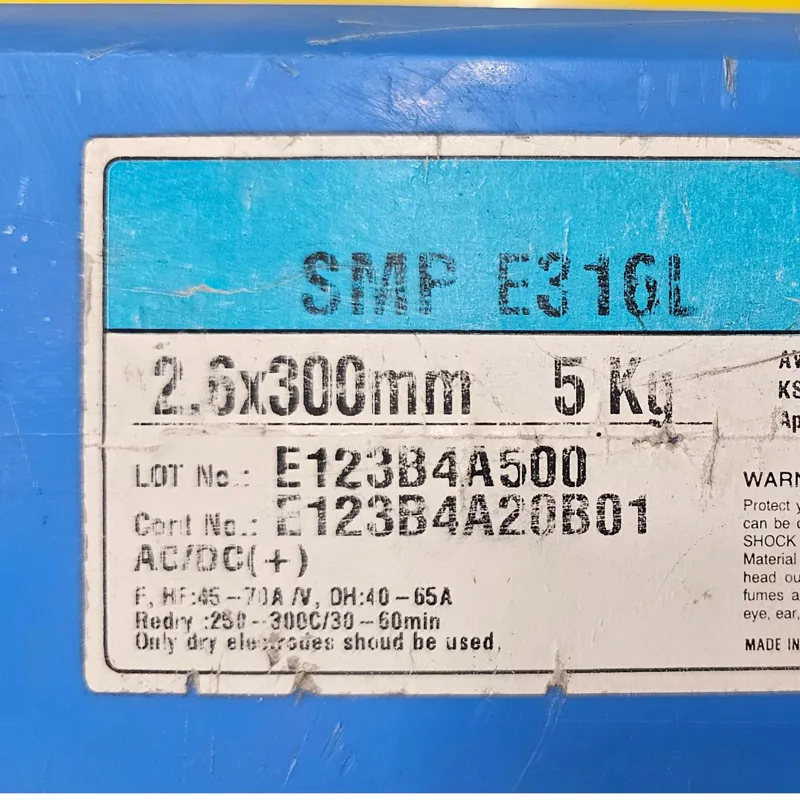 SMP E316L
2.6x300mm 5 Kg
LOT No.: E123B4A500
Cont No.: E123B4A20B01
AC/DC(+)
F, HF:45-70A /V, OH:40-65A
Redry :250-300C/30-60min
Only dry electrodes shoud be used.
AW
KS
Ap
WARN
Protect y
can be d
SHOCK
Material
head ou
fumes a
eye, ear,
MADE IN